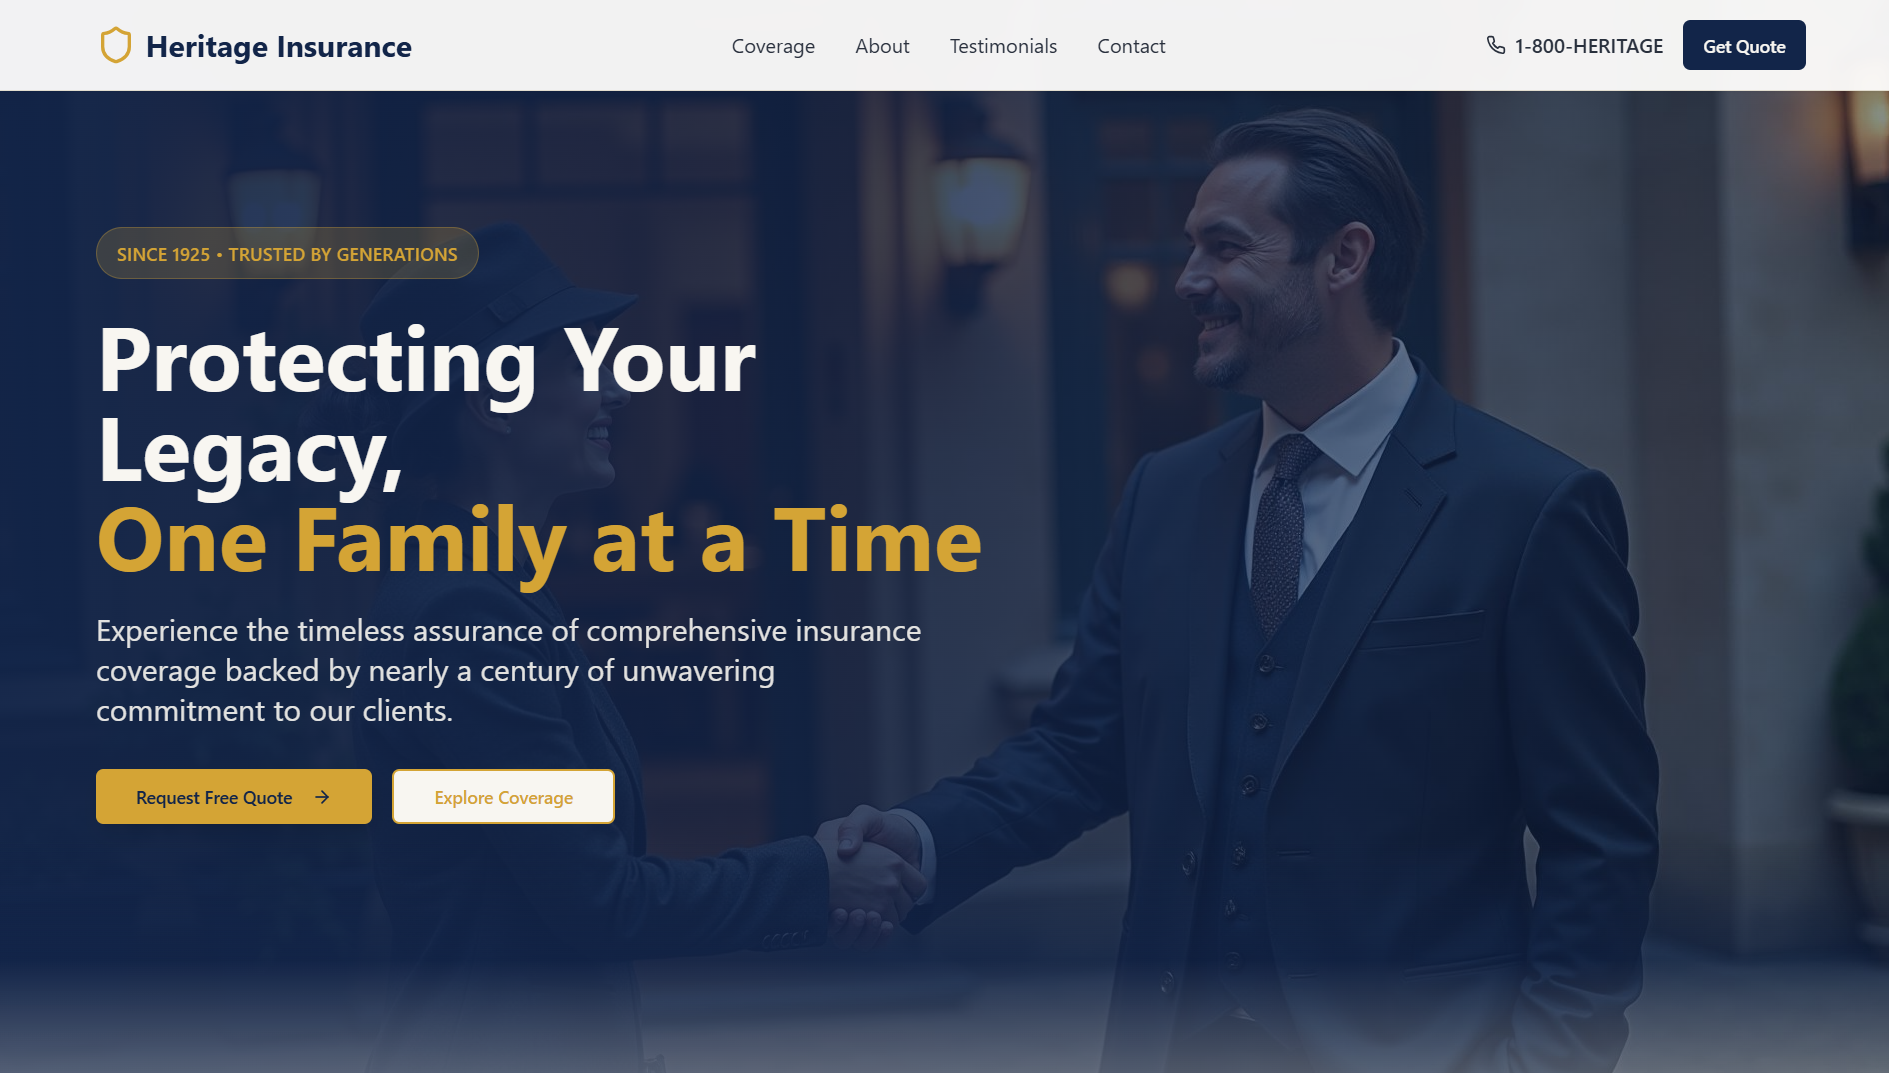 Heritage Insurance
Coverage
About
Testimonials
Contact
1-800-HERITAGE
Get Quote
SINCE 1925 • TRUSTED BY GENERATIONS
Protecting Your
Legacy,
One Family at a Time
Experience the timeless assurance of comprehensive insurance
coverage backed by nearly a century of unwavering
commitment to our clients.
Request Free Quote →
Explore Coverage